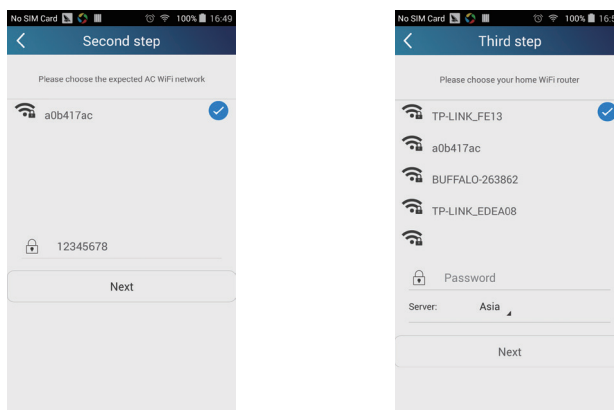 No SIM Card 100% 16:49
Second step
Please choose the expected AC WiFi network
a0b417ac
12345678
Next
No SIM Card 100%
Third step
Please choose your home WiFi router
TP-LINK_FE13
a0b417ac
BUFFALO-263862
TP-LINK_EDEA08
Password
Server: Asia
Next